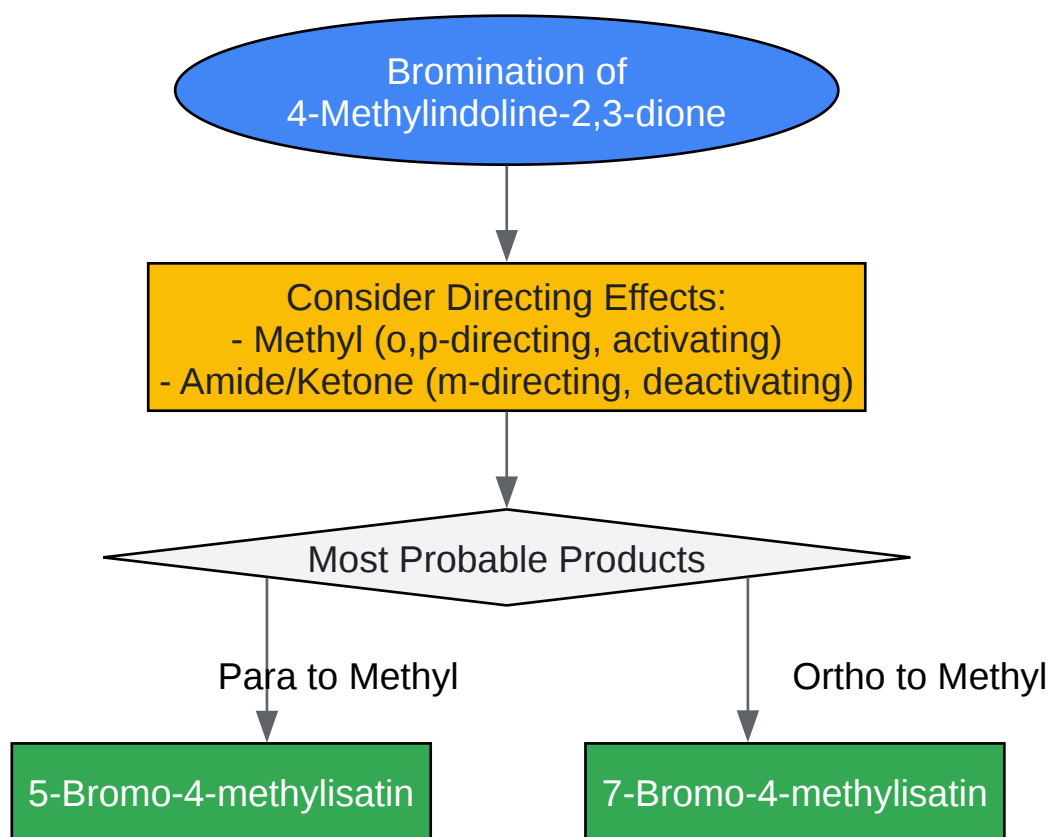 Bromination of
4-Methylindoline-2,3-dione
Consider Directing Effects:
- Methyl (o,p-directing, activating)
- Amide/Ketone (m-directing, deactivating)
Most Probable Products
Para to Methyl
Ortho to Methyl
5-Bromo-4-methylisatin
7-Bromo-4-methylisatin